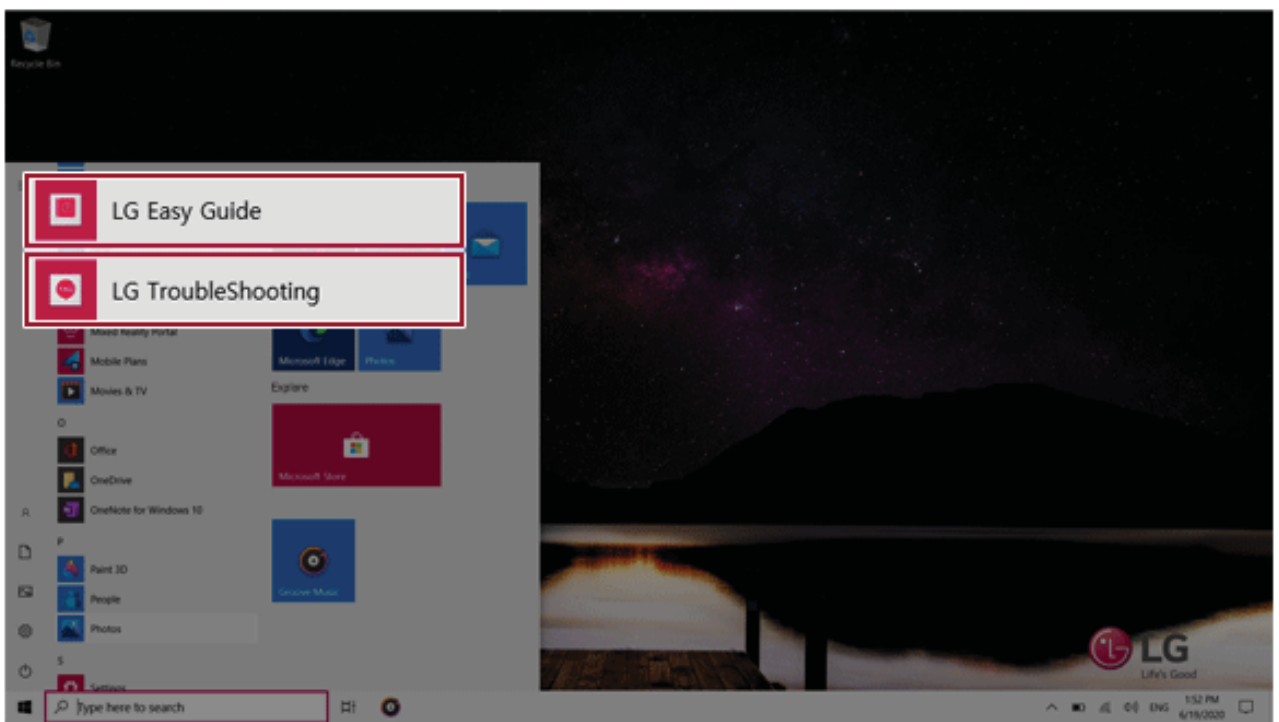 Recycle Bin
LG Easy Guide
LG TroubleShooting
Mixed Reality Portal
Mobile Plans
Movies & TV
O
Office
OneDrive
OneNote for Windows 10
P
Paint 3D
People
Photos
S
Settings
Microsoft Edge
Photos
Explore
Microsoft Store
Groove Music
LG
Life's Good
Type here to search
ENG
1:52 PM
6/19/2020